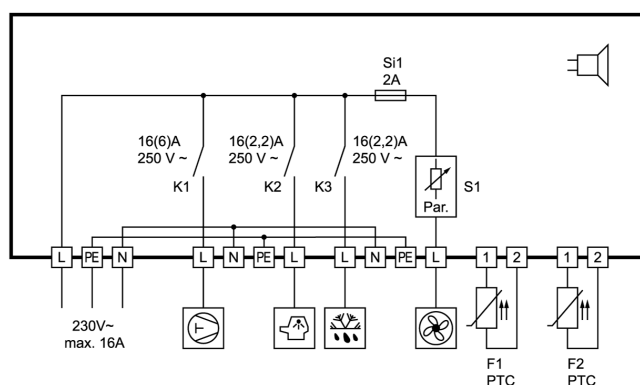 Si1
2A
16(6)A
250 V ~
K1
16(2,2)A
250 V ~
K2
16(2,2)A
250 V ~
K3
S1
Par.
L PE N L N PE L L N PE L 1 2 1 2
230V~
max. 16A
T
F1
PTC
F2
PTC